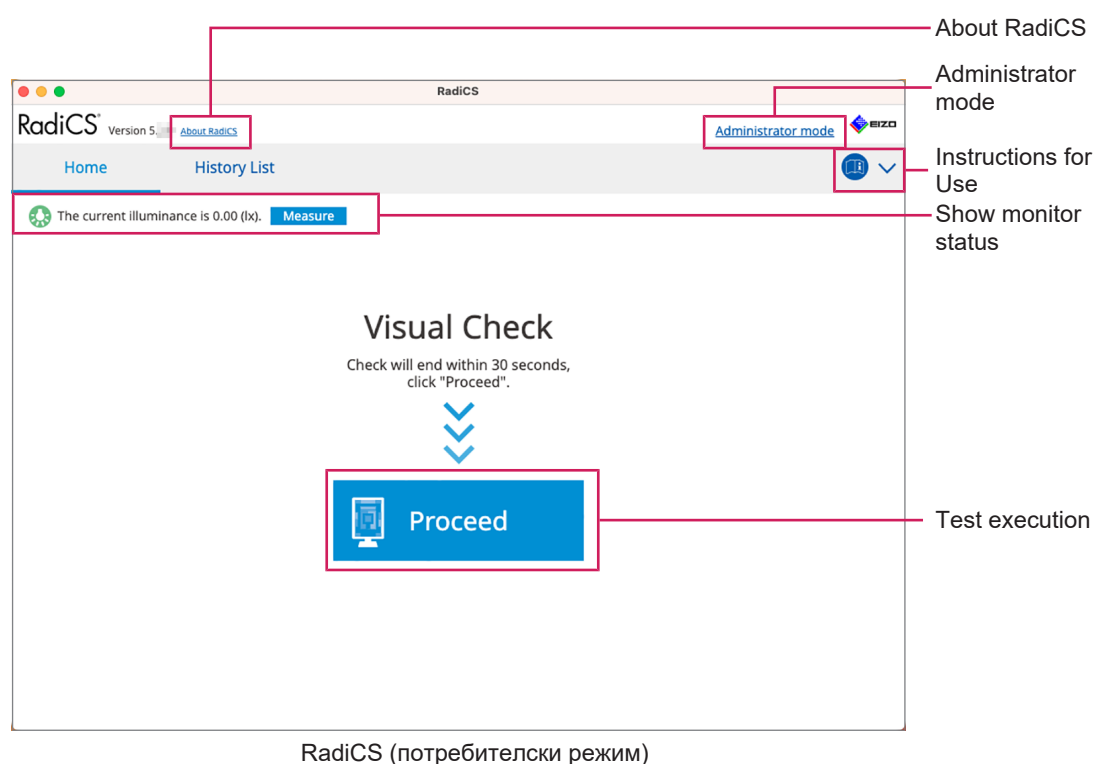 About RadiCS
Administrator
mode
RadiCS
RadiCS® Version 5. About RadiCS
Administrator mode
EIZO
Instructions for
Use
Home
History List
The current illuminance is 0.00 (lx). Measure
Show monitor
status
Visual Check
Check will end within 30 seconds,
click "Proceed".
Proceed
Test execution
RadiCS (потребителски режим)